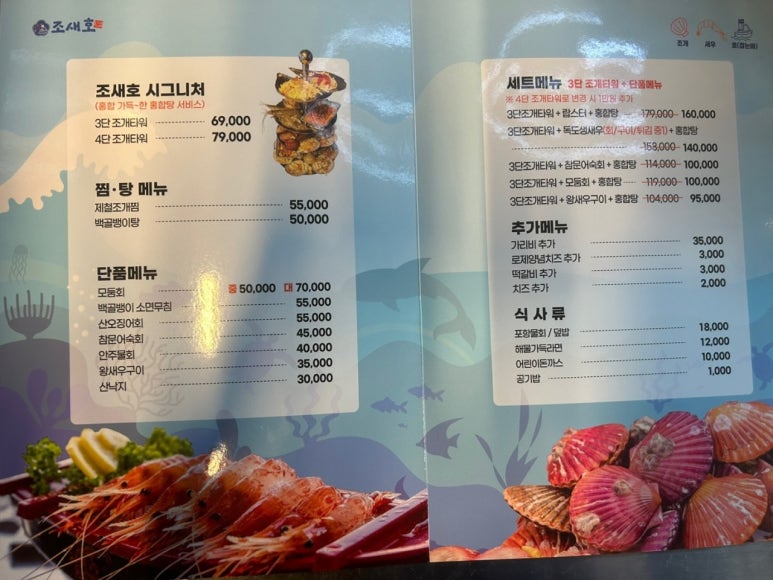 조새호
조개 새우 호(잡는배)
조새호 시그니처
(홍합 가득~한 홍합탕 서비스)
3단 조개타워 69,000
4단 조개타워 79,000
찜·탕 메뉴
제철조개찜 55,000
백골뱅이탕 50,000
단품메뉴
모둠회 중 50,000 대 70,000
백골뱅이 소면무침 55,000
산오징어회 55,000
참문어숙회 45,000
안주물회 40,000
왕새우구이 35,000
산낙지 30,000
세트메뉴 3단 조개타워 + 단품메뉴
※ 4단 조개타워로 변경 시 1만원 추가
3단조개타워 + 랍스터 + 홍합탕 179,000 160,000
3단조개타워 + 독도생새우(회/구이/튀김 중1) + 홍합탕
158,000 140,000
3단조개타워 + 참문어숙회 + 홍합탕 114,000 100,000
3단조개타워 + 모둠회 + 홍합탕 119,000 100,000
3단조개타워 + 왕새우구이 + 홍합탕 104,000 95,000
추가메뉴
가리비 추가 35,000
로제양념치즈 추가 3,000
떡갈비 추가 3,000
치즈 추가 2,000
식사류
포항물회 / 덮밥 18,000
해물가득라면 12,000
어린이돈까스 10,000
공기밥 1,000